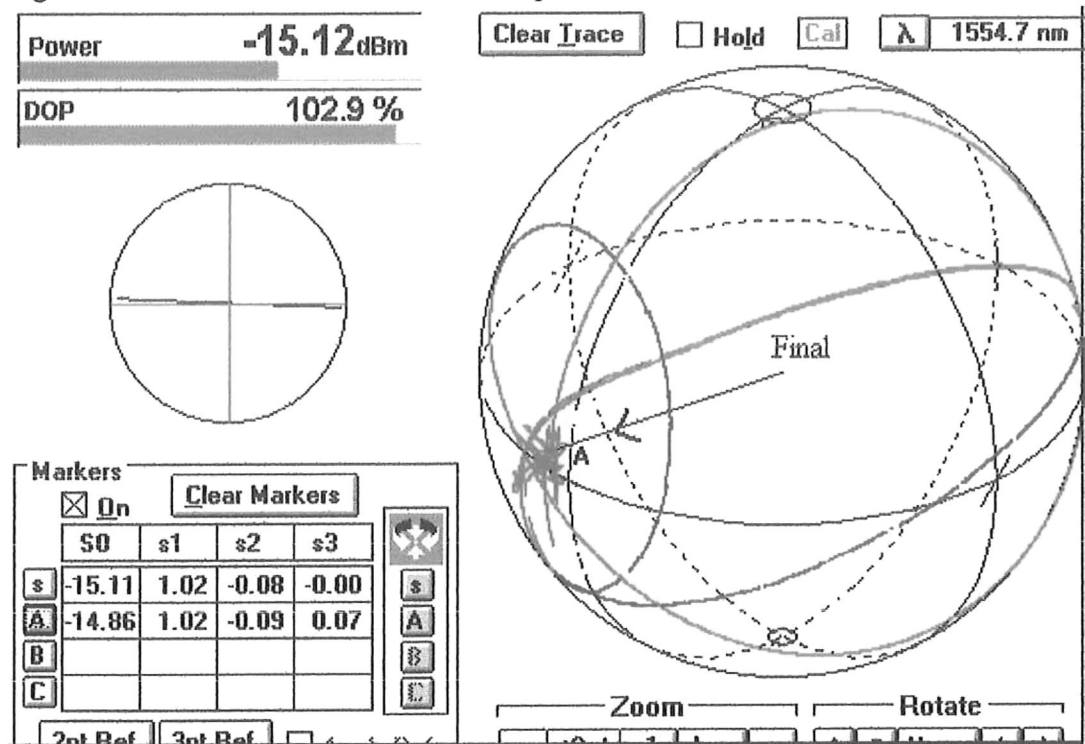 Power -15.12dBm
DOP 102.9 %
Clear Trace Hold Cal λ 1554.7 nm
Final
A
Markers
On Clear Markers
S0 s1 s2 s3
s -15.11 1.02 -0.08 -0.00 s
A -14.86 1.02 -0.09 0.07 A
B B
C C
Zoom Rotate
2pt Ref 3pt Ref